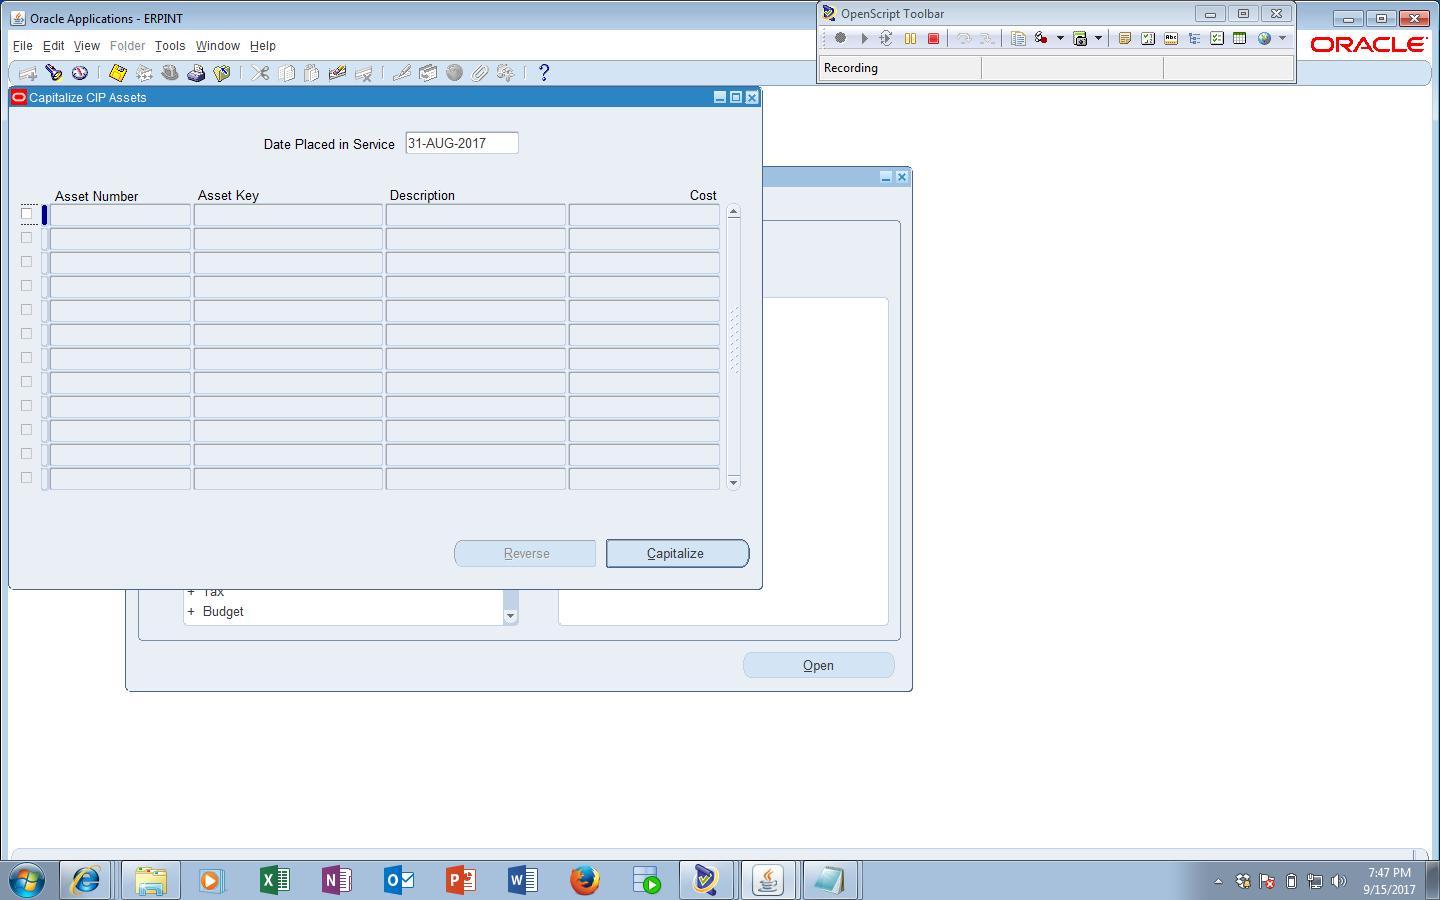 Oracle Applications - ERPINT
OpenScript Toolbar
File Edit View Folder Tools Window Help
ORACLE
Recording
Capitalize CIP Assets
Date Placed in Service 31-AUG-2017
Asset Number Asset Key Description Cost
Reverse Capitalize
+ Tax
+ Budget
Open
7:47 PM
9/15/2017